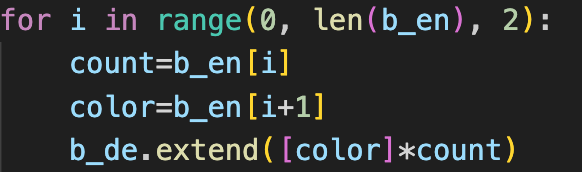 for i in range(0, len(b_en), 2):
    count=b_en[i]
    color=b_en[i+1]
    b_de.extend([color]*count)